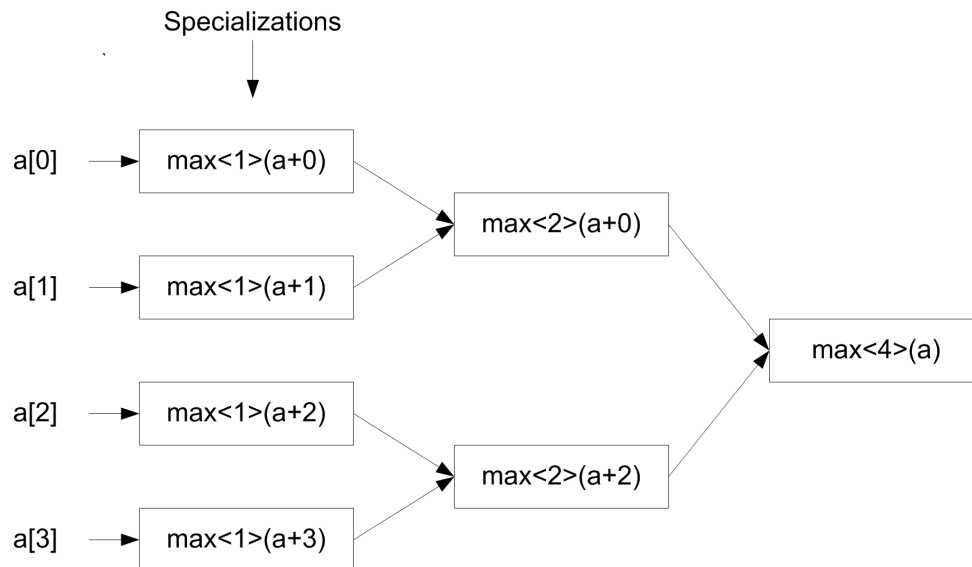 Specializations
a[0]
max<1>(a+0)
max<2>(a+0)
a[1]
max<1>(a+1)
max<4>(a)
a[2]
max<1>(a+2)
max<2>(a+2)
a[3]
max<1>(a+3)